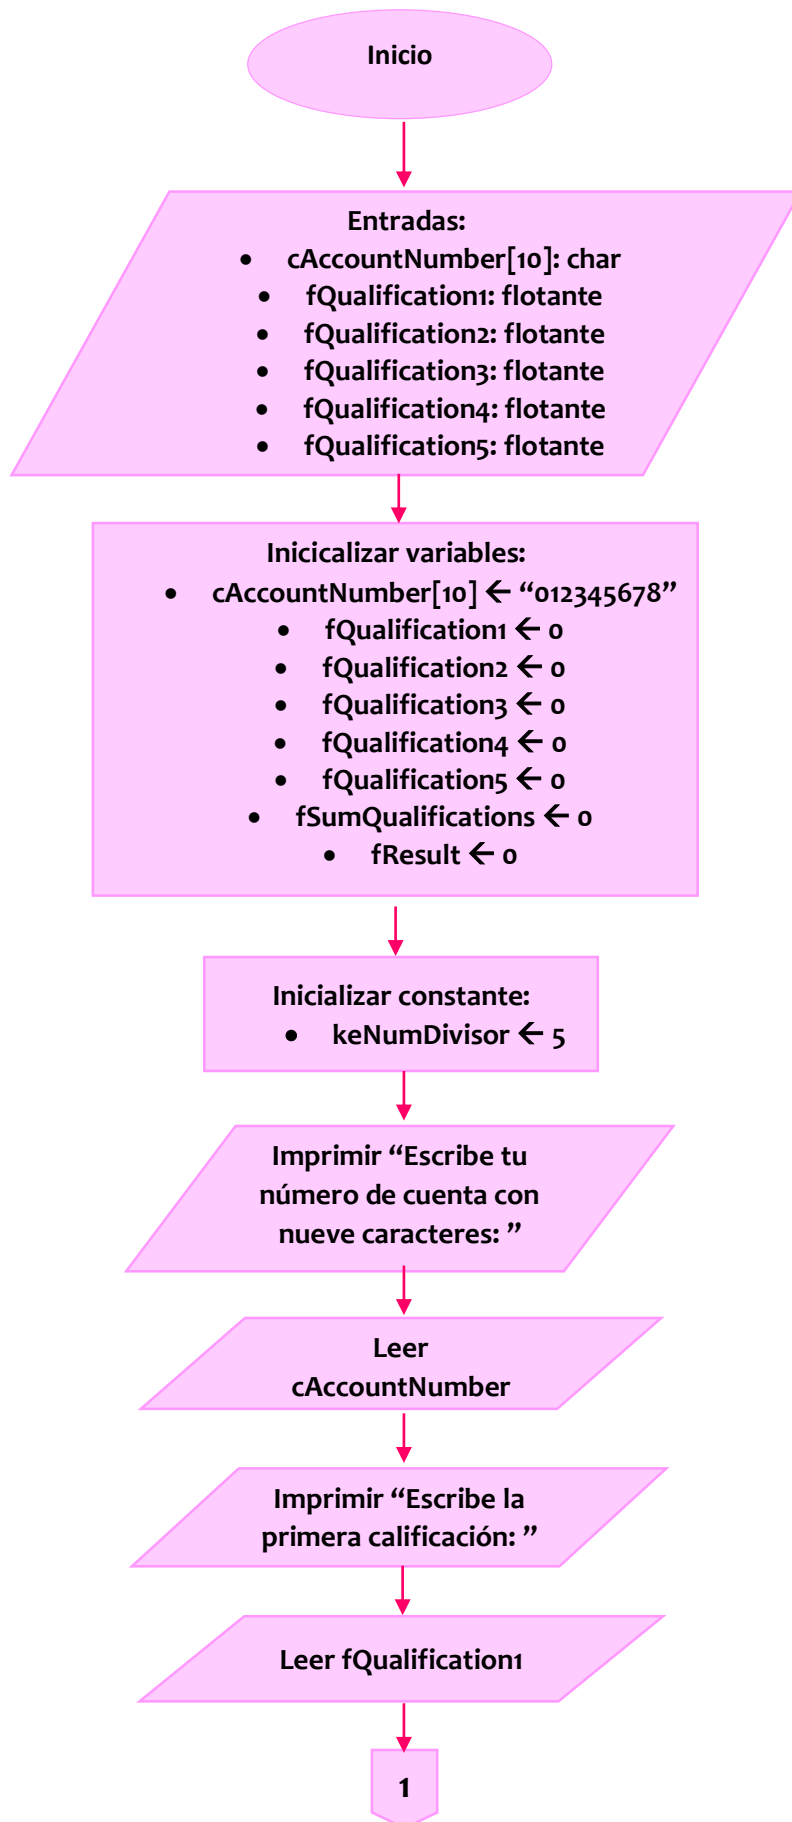 Inicio
Entradas:
• cAccountNumber[10]: char
• fQualification1: flotante
• fQualification2: flotante
• fQualification3: flotante
• fQualification4: flotante
• fQualification5: flotante
Inicicalizar variables:
• cAccountNumber[10] ← “012345678”
• fQualification1 ← 0
• fQualification2 ← 0
• fQualification3 ← 0
• fQualification4 ← 0
• fQualification5 ← 0
• fSumQualifications ← 0
• fResult ← 0
Inicializar constante:
• keNumDivisor ← 5
Imprimir “Escribe tu
número de cuenta con
nueve caracteres: ”
Leer
cAccountNumber
Imprimir “Escribe la
primera calificación: ”
Leer fQualification1
1